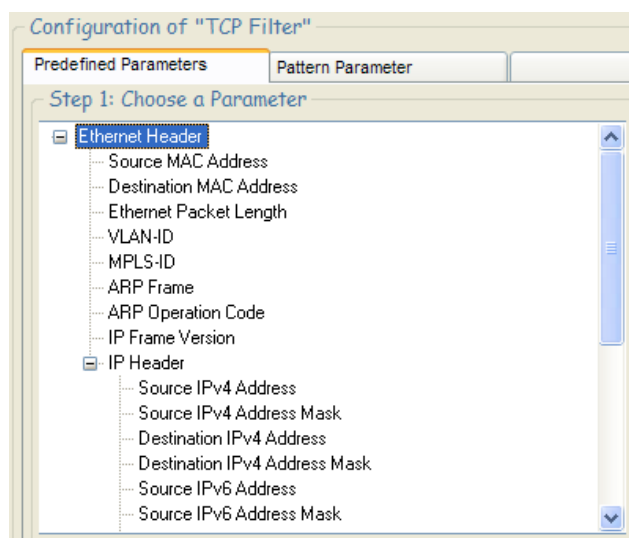 Configuration of "TCP Filter"
Predefined Parameters
Pattern Parameter
Step 1: Choose a Parameter
Ethernet Header
Source MAC Address
Destination MAC Address
Ethernet Packet Length
VLAN-ID
MPLS-ID
ARP Frame
ARP Operation Code
IP Frame Version
IP Header
Source IPv4 Address
Source IPv4 Address Mask
Destination IPv4 Address
Destination IPv4 Address Mask
Source IPv6 Address
Source IPv6 Address Mask